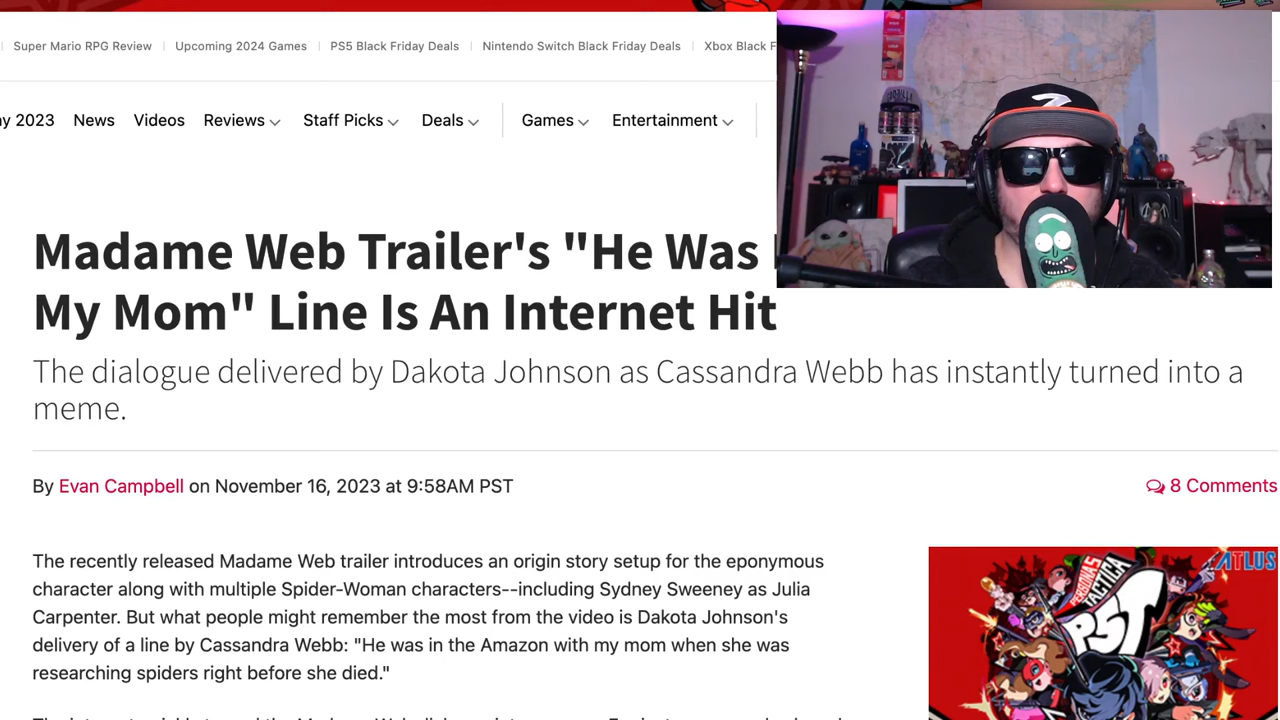 Super Mario RPG Review | Upcoming 2024 Games | PS5 Black Friday Deals | Nintendo Switch Black Friday Deals | Xbox Black F
ay 2023 News Videos Reviews Staff Picks Deals Games Entertainment
Madame Web Trailer's "He Was
My Mom" Line Is An Internet Hit
The dialogue delivered by Dakota Johnson as Cassandra Webb has instantly turned into a
meme.
By Evan Campbell on November 16, 2023 at 9:58AM PST
8 Comments
The recently released Madame Web trailer introduces an origin story setup for the eponymous
character along with multiple Spider-Woman characters--including Sydney Sweeney as Julia
Carpenter. But what people might remember the most from the video is Dakota Johnson's
delivery of a line by Cassandra Webb: "He was in the Amazon with my mom when she was
researching spiders right before she died."
ATLUS
PERSONA5
TACTICA
P5T